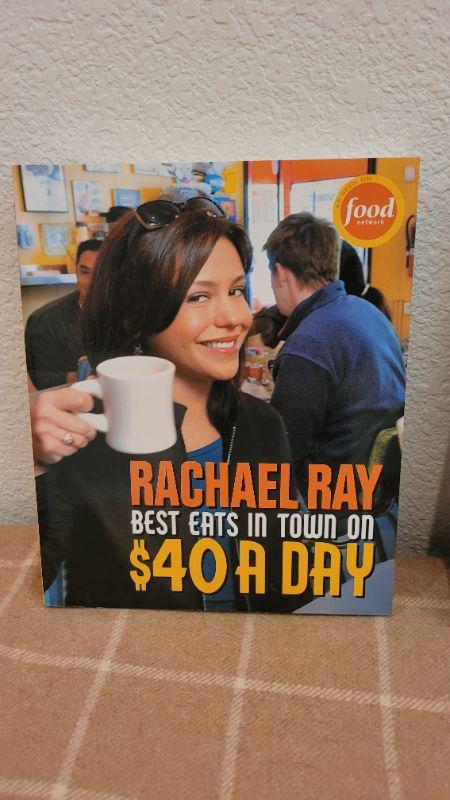 AS SEEN ON
food
network
RACHAEL RAY
BEST EATS IN TOWN ON
$40 A DAY